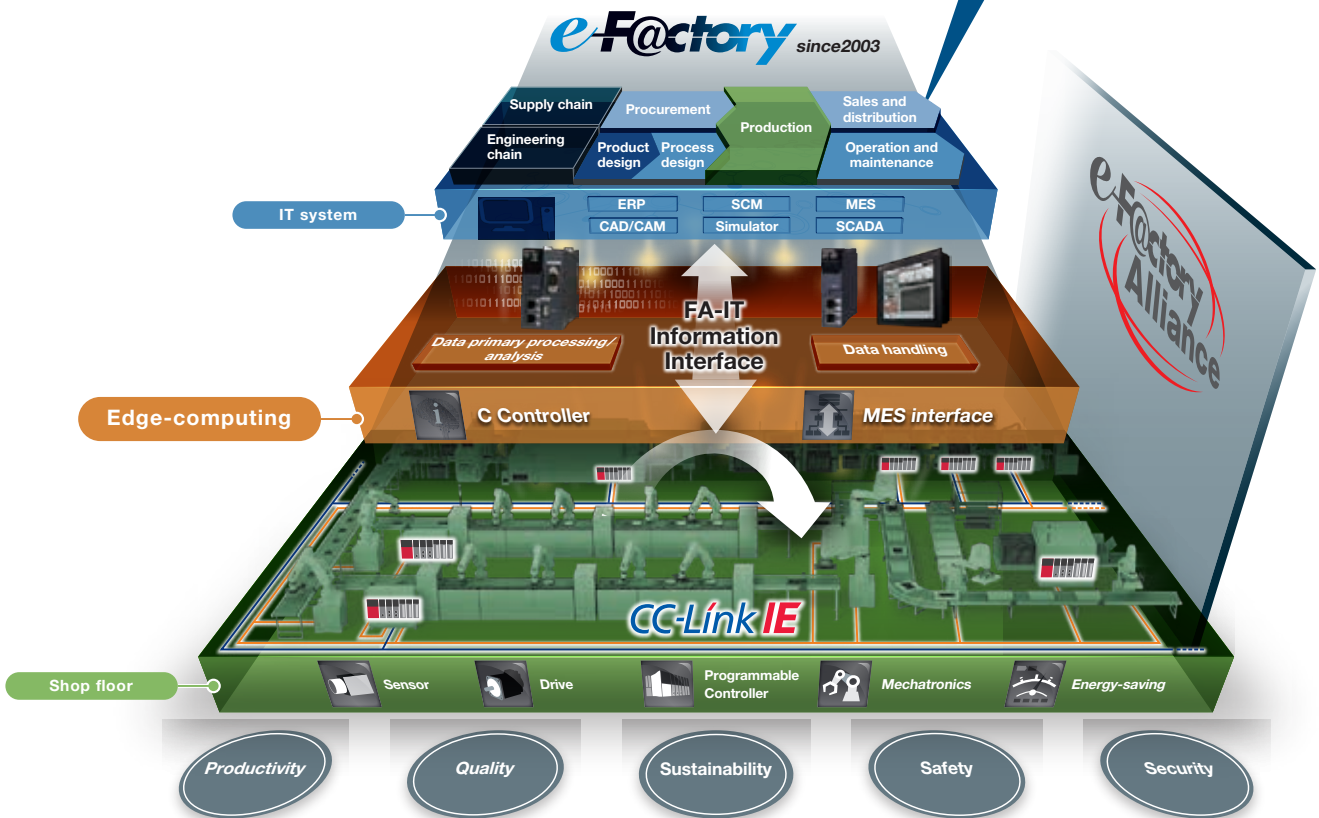 e-F@ctory since2003
Supply chain
Procurement
Production
Sales and
distribution
Engineering
chain
Product
design
Process
design
Operation and
maintenance
IT system
ERP
SCM
MES
CAD/CAM
Simulator
SCADA
FA-IT
Information
Interface
Data primary processing/
analysis
Data handling
Edge-computing
C Controller
MES interface
e-F@ctory
Alliance
CC-Link IE
Shop floor
Sensor
Drive
Programmable
Controller
Mechatronics
Energy-saving
Productivity
Quality
Sustainability
Safety
Security